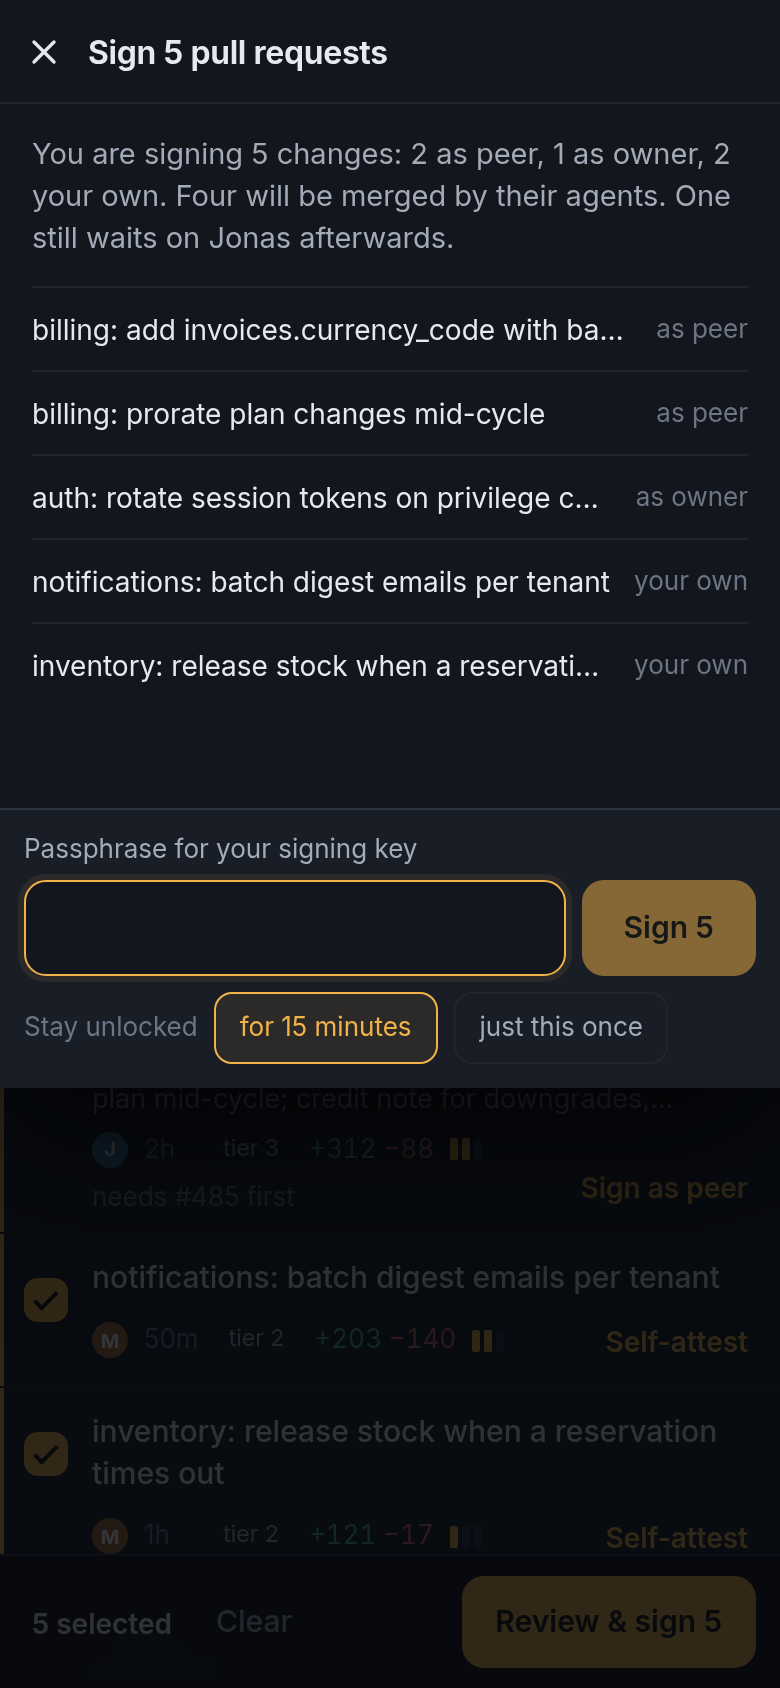 Sign 5 pull requests
You are signing 5 changes: 2 as peer, 1 as owner, 2
your own. Four will be merged by their agents. One
still waits on Jonas afterwards.
billing: add invoices.currency_code with ba... as peer
billing: prorate plan changes mid-cycle as peer
auth: rotate session tokens on privilege c... as owner
notifications: batch digest emails per tenant your own
inventory: release stock when a reservati... your own
Passphrase for your signing key
Sign 5
Stay unlocked for 15 minutes just this once
plan mid-cycle; credit note for downgrades,...
J 2h tier 3 +312 −88
needs #485 first Sign as peer
notifications: batch digest emails per tenant
M 50m tier 2 +203 −140 Self-attest
inventory: release stock when a reservation
times out
M 1h tier 2 +121 −17 Self-attest
5 selected Clear Review & sign 5